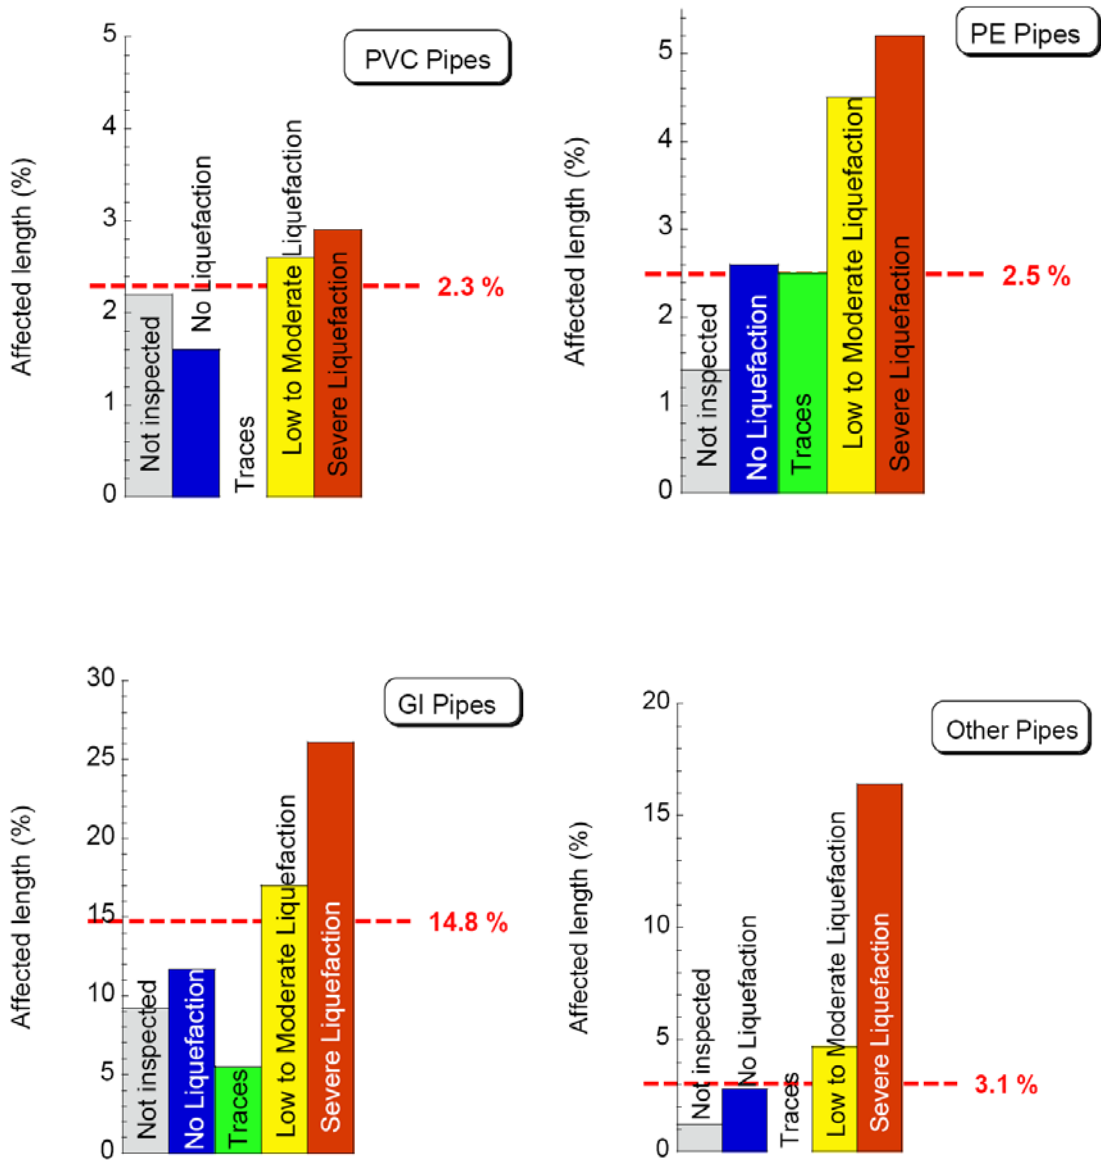 PVC Pipes
Affected length (%)
5
4
3
2
1
0
Not inspected
No Liquefaction
Traces
Low to Moderate Liquefaction
Severe Liquefaction
2.3 %
PE Pipes
Affected length (%)
5
4
3
2
1
0
Not inspected
No Liquefaction
Traces
Low to Moderate Liquefaction
Severe Liquefaction
2.5 %
GI Pipes
Affected length (%)
30
25
20
15
10
5
0
Not inspected
No Liquefaction
Traces
Low to Moderate Liquefaction
Severe Liquefaction
14.8 %
Other Pipes
Affected length (%)
20
15
10
5
0
Not inspected
No Liquefaction
Traces
Low to Moderate Liquefaction
Severe Liquefaction
3.1 %